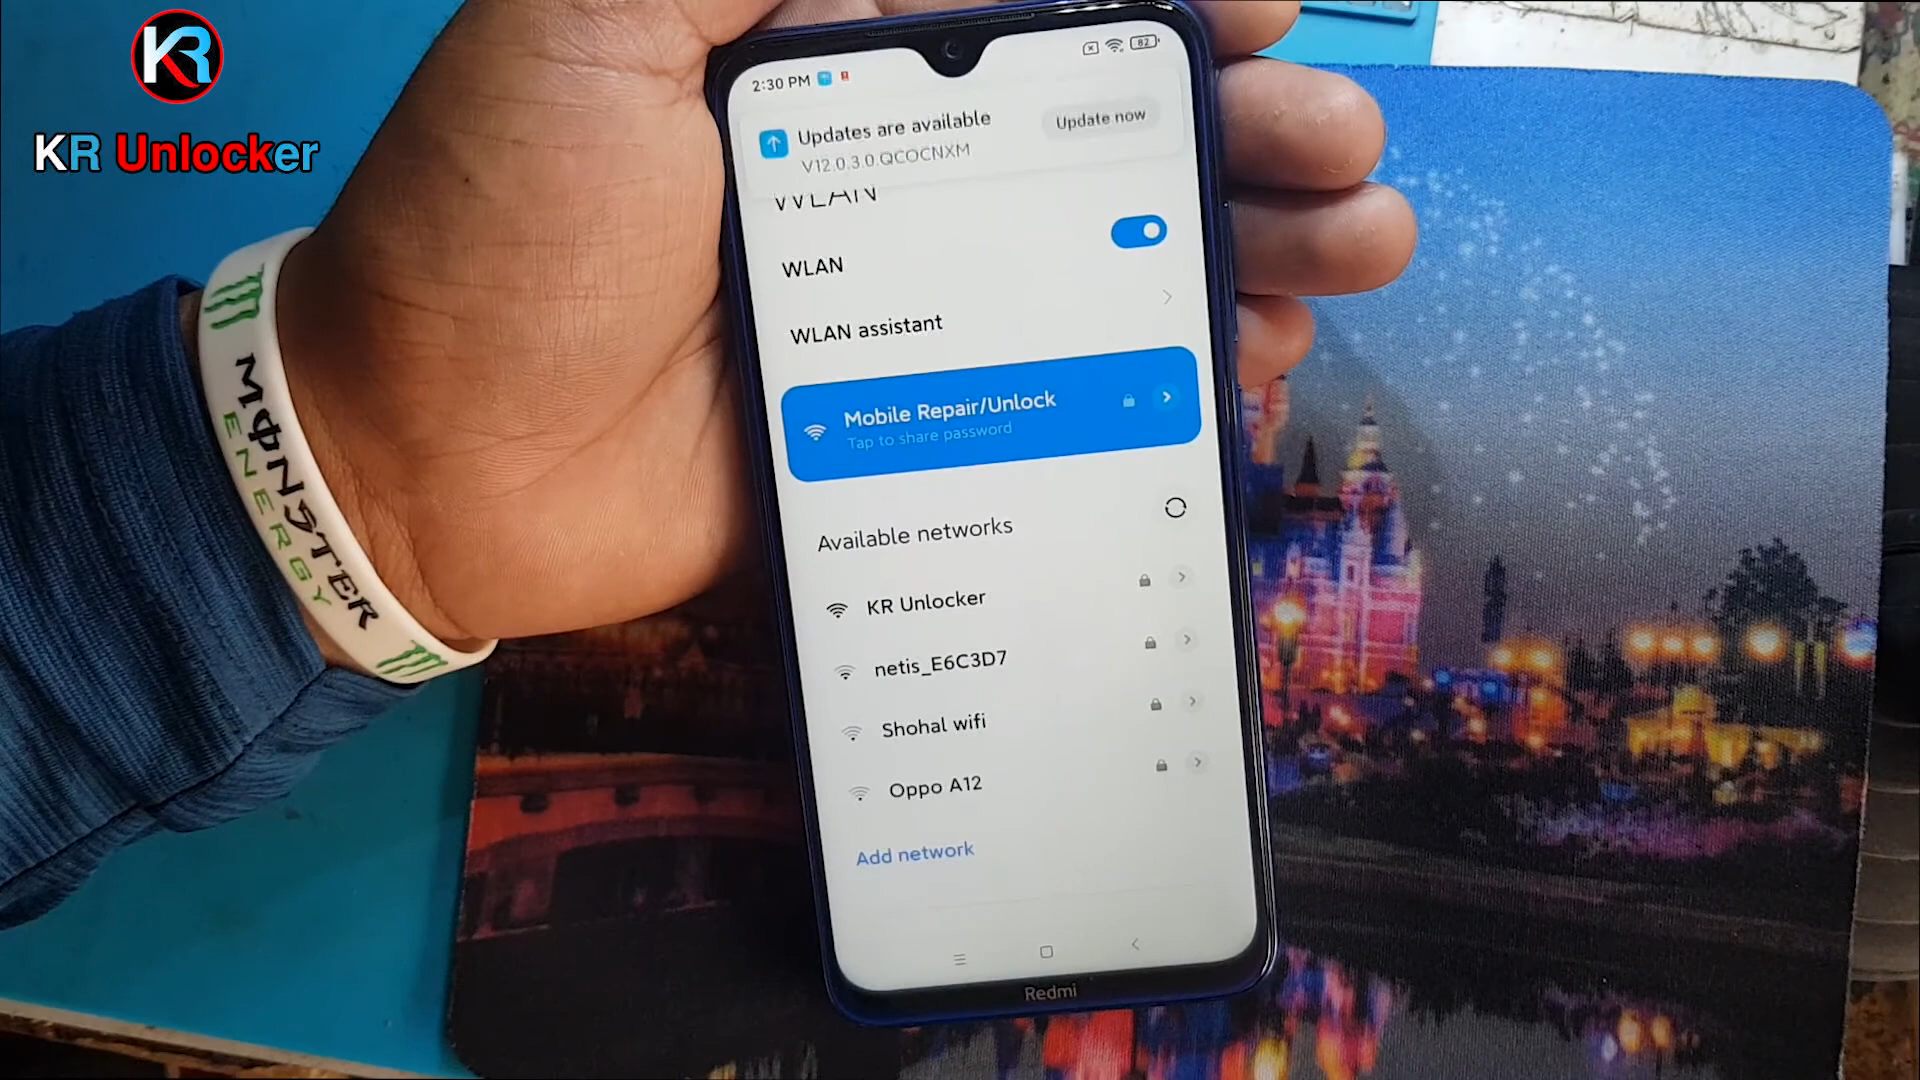 KR
KR Unlocker
MONSTER
ENERGY
2:30 PM
82
Updates are available
Update now
V12.0.3.0.QCOCNXM
WLAN
WLAN
WLAN assistant
Mobile Repair/Unlock
Tap to share password
Available networks
KR Unlocker
netis_E6C3D7
Shohal wifi
Oppo A12
Add network
Redmi